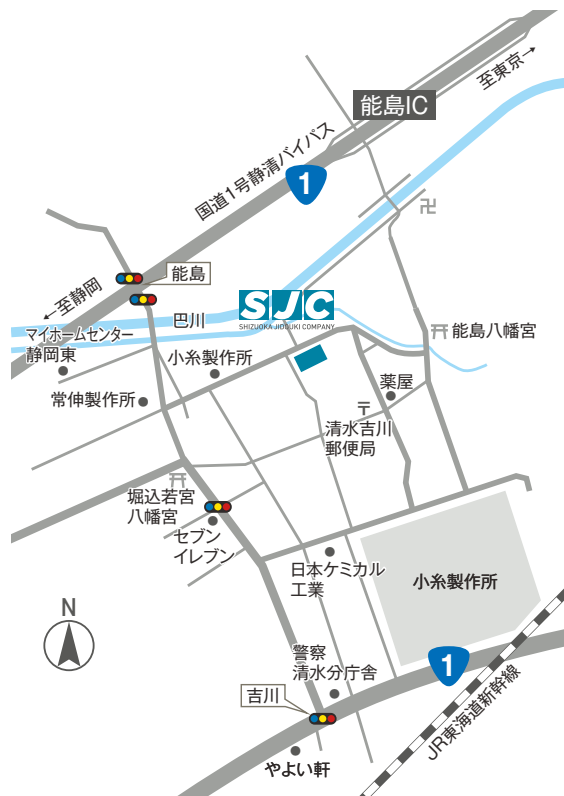 至東京→
能島IC
国道1号静清バイパス
1
卍
能島
←至静岡
巴川
SJC
SHIZUOKA JIDOUKI COMPANY
マイホームセンター
静岡東
小糸製作所
能島八幡宮
常伸製作所
薬屋
〒
清水吉川
郵便局
堀込若宮
八幡宮
セブン
イレブン
日本ケミカル
工業
小糸製作所
N
警察
清水分庁舎
1
吉川
JR東海道新幹線
やよい軒